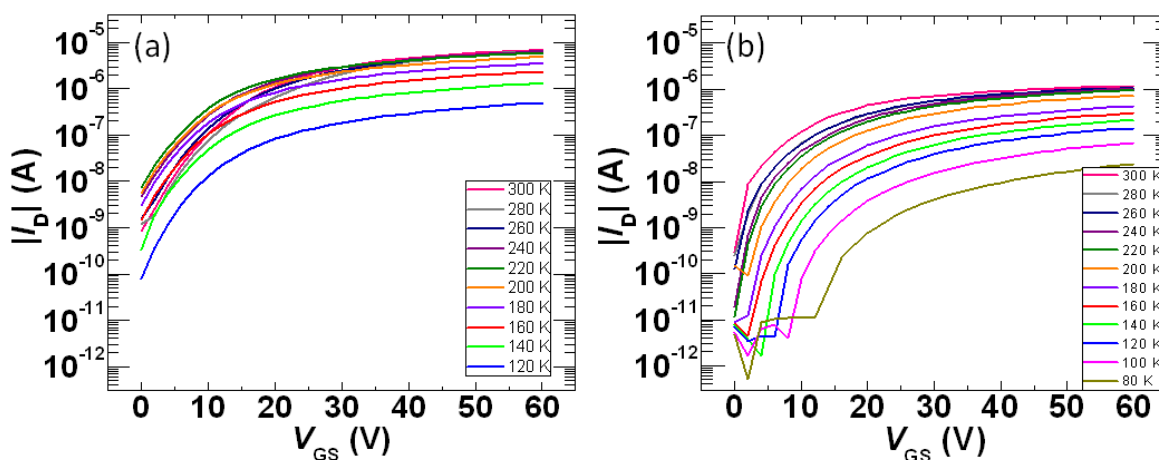 (a)
10⁻⁵
10⁻⁶
10⁻⁷
10⁻⁸
10⁻⁹
10⁻¹⁰
10⁻¹¹
10⁻¹²
|I_D| (A)
0 10 20 30 40 50 60
V_GS (V)
300 K
280 K
260 K
240 K
220 K
200 K
180 K
160 K
140 K
120 K
(b)
10⁻⁵
10⁻⁶
10⁻⁷
10⁻⁸
10⁻⁹
10⁻¹⁰
10⁻¹¹
10⁻¹²
|I_D| (A)
0 10 20 30 40 50 60
V_GS (V)
300 K
280 K
260 K
240 K
220 K
200 K
180 K
160 K
140 K
120 K
100 K
80 K